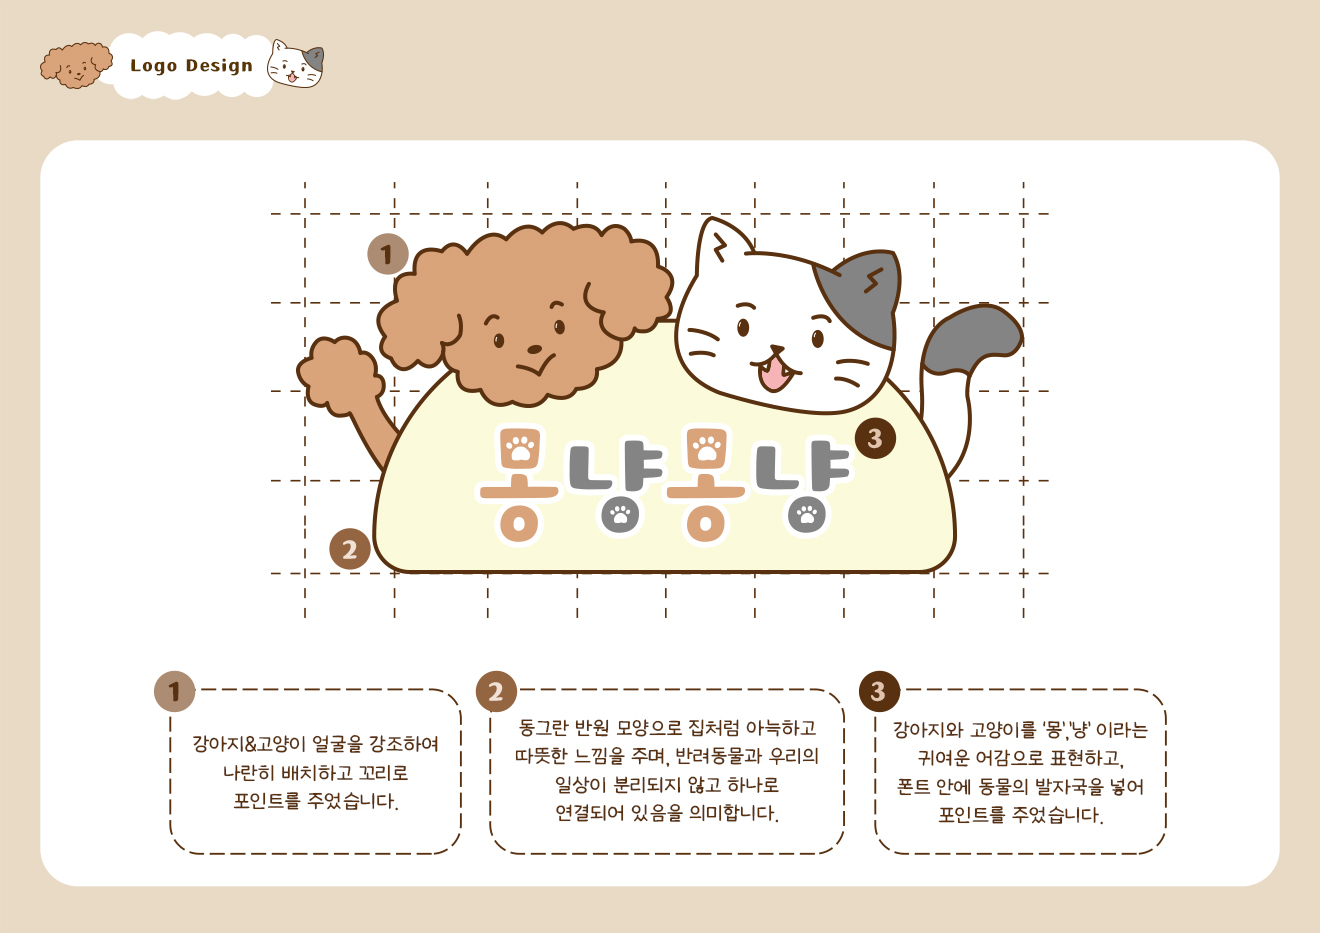 Logo Design
1
몽냥몽냥
3
2
1
강아지&고양이 얼굴을 강조하여
나란히 배치하고 꼬리로
포인트를 주었습니다.
2
동그란 반원 모양으로 집처럼 아늑하고
따뜻한 느낌을 주며, 반려동물과 우리의
일상이 분리되지 않고 하나로
연결되어 있음을 의미합니다.
3
강아지와 고양이를 '몽','냥' 이라는
귀여운 어감으로 표현하고,
폰트 안에 동물의 발자국을 넣어
포인트를 주었습니다.